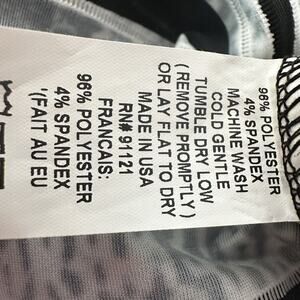 96% POLYESTER
4% SPANDEX
MACHINE WASH
COLD GENTLE
TUMBLE DRY LOW
( REMOVE PROMPTLY )
OR LAY FLAT TO DRY
MADE IN USA
RN# 91121
FRANCAIS:
96% POLYESTER
4% SPANDEX
'(FAIT AU EU